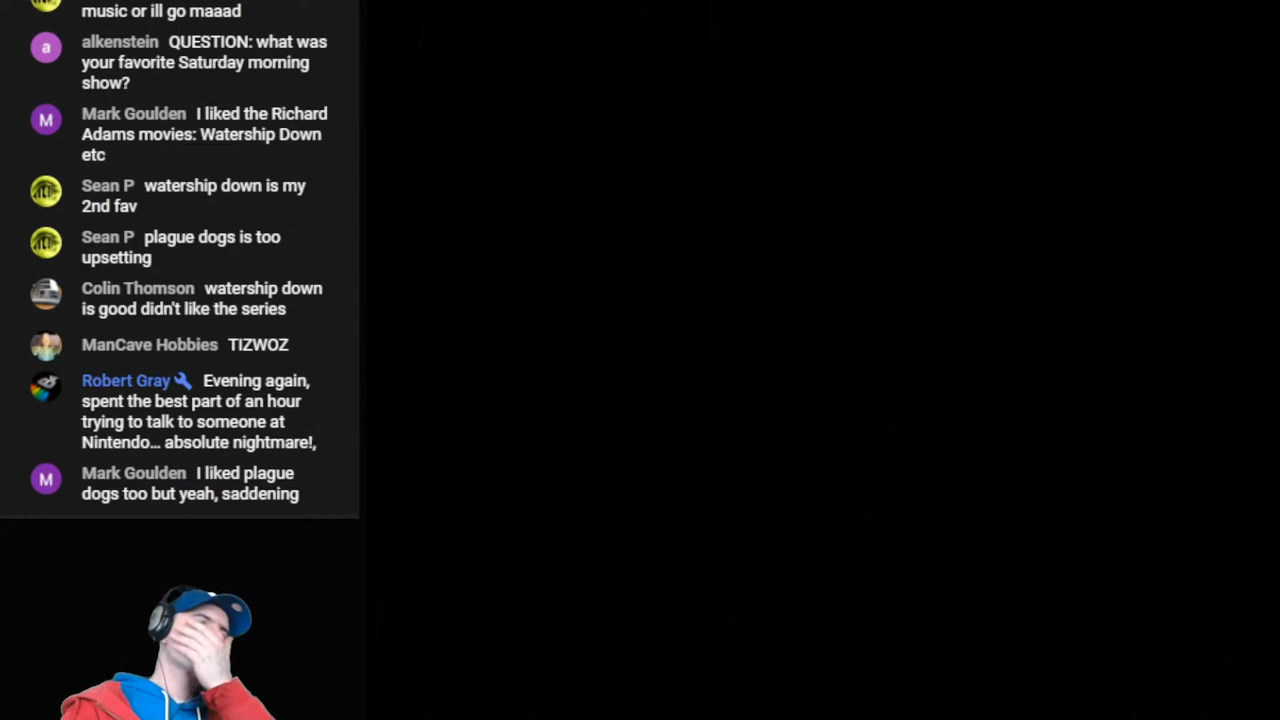 music or ill go maaad
alkenstein QUESTION: what was
your favorite Saturday morning
show?
Mark Goulden I liked the Richard
Adams movies: Watership Down
etc
Sean P watership down is my
2nd fav
Sean P plague dogs is too
upsetting
Colin Thomson watership down
is good didn't like the series
ManCave Hobbies TIZWOZ
Robert Gray Evening again,
spent the best part of an hour
trying to talk to someone at
Nintendo... absolute nightmare!,
Mark Goulden I liked plague
dogs too but yeah, saddening